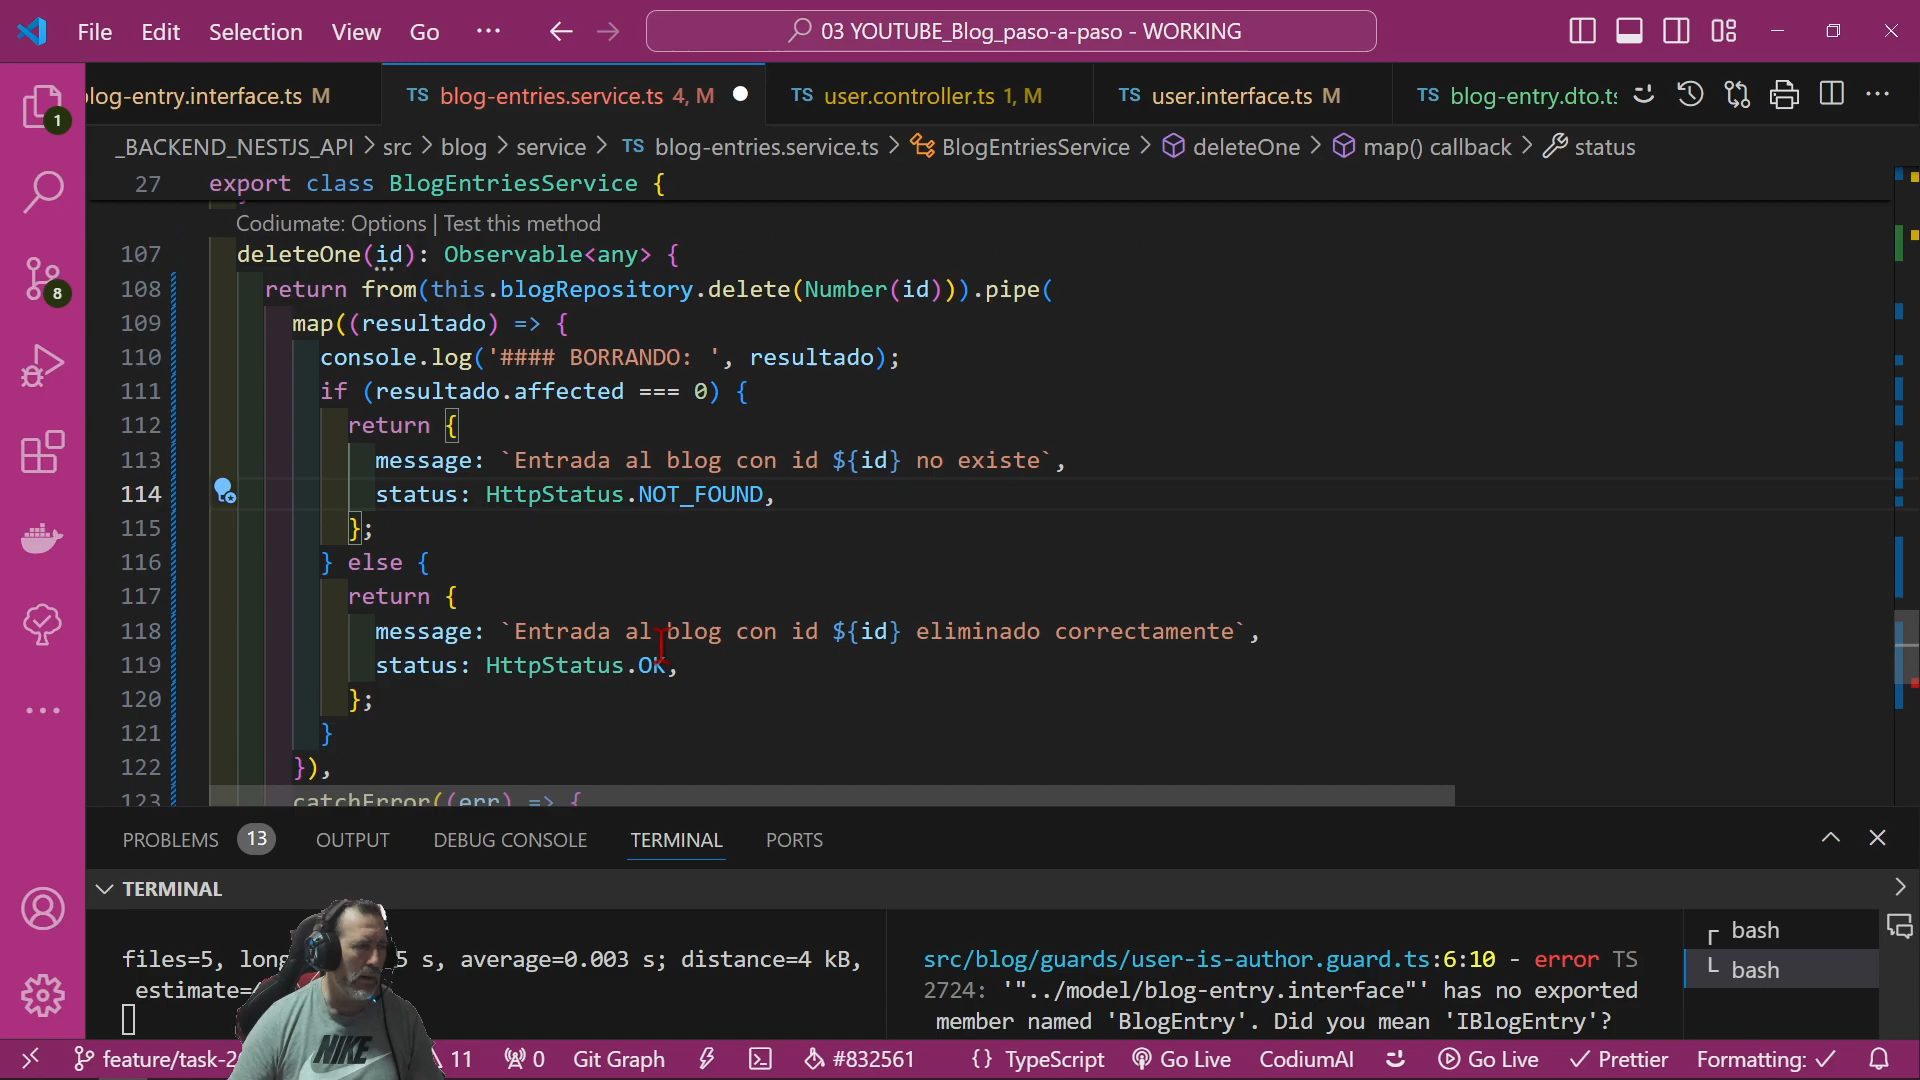 File Edit Selection View Go ··· 03 YOUTUBE_Blog_paso-a-paso - WORKING
blog-entry.interface.ts M TS blog-entries.service.ts 4, M TS user.controller.ts 1, M TS user.interface.ts M TS blog-entry.dto.ts
_BACKEND_NESTJS_API > src > blog > service > TS blog-entries.service.ts > BlogEntriesService > deleteOne > map() callback > status
27 export class BlogEntriesService {
Codiumate: Options | Test this method
107 deleteOne(id): Observable<any> {
108 return from(this.blogRepository.delete(Number(id))).pipe(
109 map((resultado) => {
110 console.log('#### BORRANDO: ', resultado);
111 if (resultado.affected === 0) {
112 return {
113 message: `Entrada al blog con id ${id} no existe`,
114 status: HttpStatus.NOT_FOUND,
115 };
116 } else {
117 return {
118 message: `Entrada al blog con id ${id} eliminado correctamente`,
119 status: HttpStatus.OK,
120 };
121 }
122 }),
123 catchError((err) => {
1
8
PROBLEMS 13 OUTPUT DEBUG CONSOLE TERMINAL PORTS
TERMINAL
files=5, 5 s, average=0.003 s; distance=4 kB,
estimate=
src/blog/guards/user-is-author.guard.ts:6:10 - error TS
2724: '"../model/blog-entry.interface"' has no exported
member named 'BlogEntry'. Did you mean 'IBlogEntry'?
bash
bash
NIKE
feature/task-2 11 0 Git Graph #832561 {} TypeScript Go Live CodiumAI Go Live Prettier Formatting: ✓